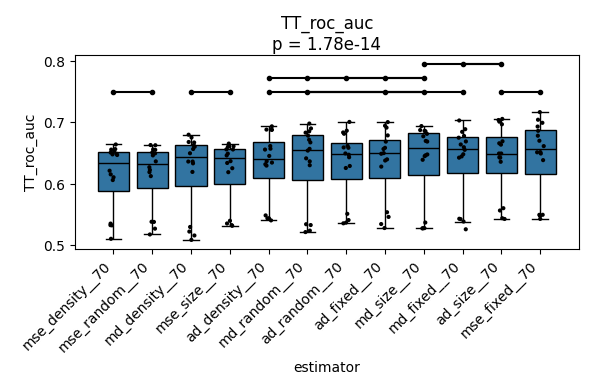 TT_roc_auc
p = 1.78e-14
0.8
0.7
0.6
0.5
TT_roc_auc
mse_density__70
mse_random__70
md_density__70
mse_size__70
ad_density__70
md_random__70
ad_random__70
ad_fixed__70
md_size__70
md_fixed__70
ad_size__70
mse_fixed__70
estimator